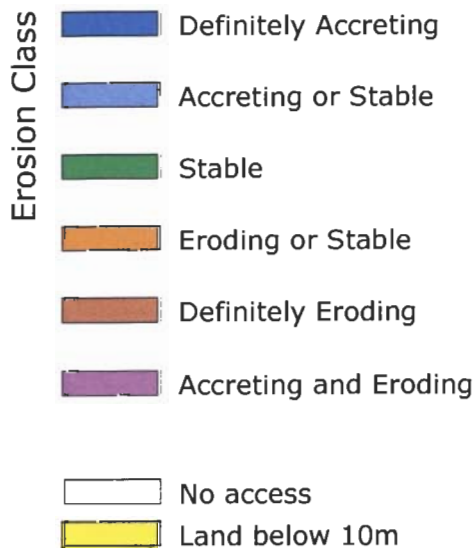 Erosion Class
Definitely Accreting
Accreting or Stable
Stable
Eroding or Stable
Definitely Eroding
Accreting and Eroding
No access
Land below 10m